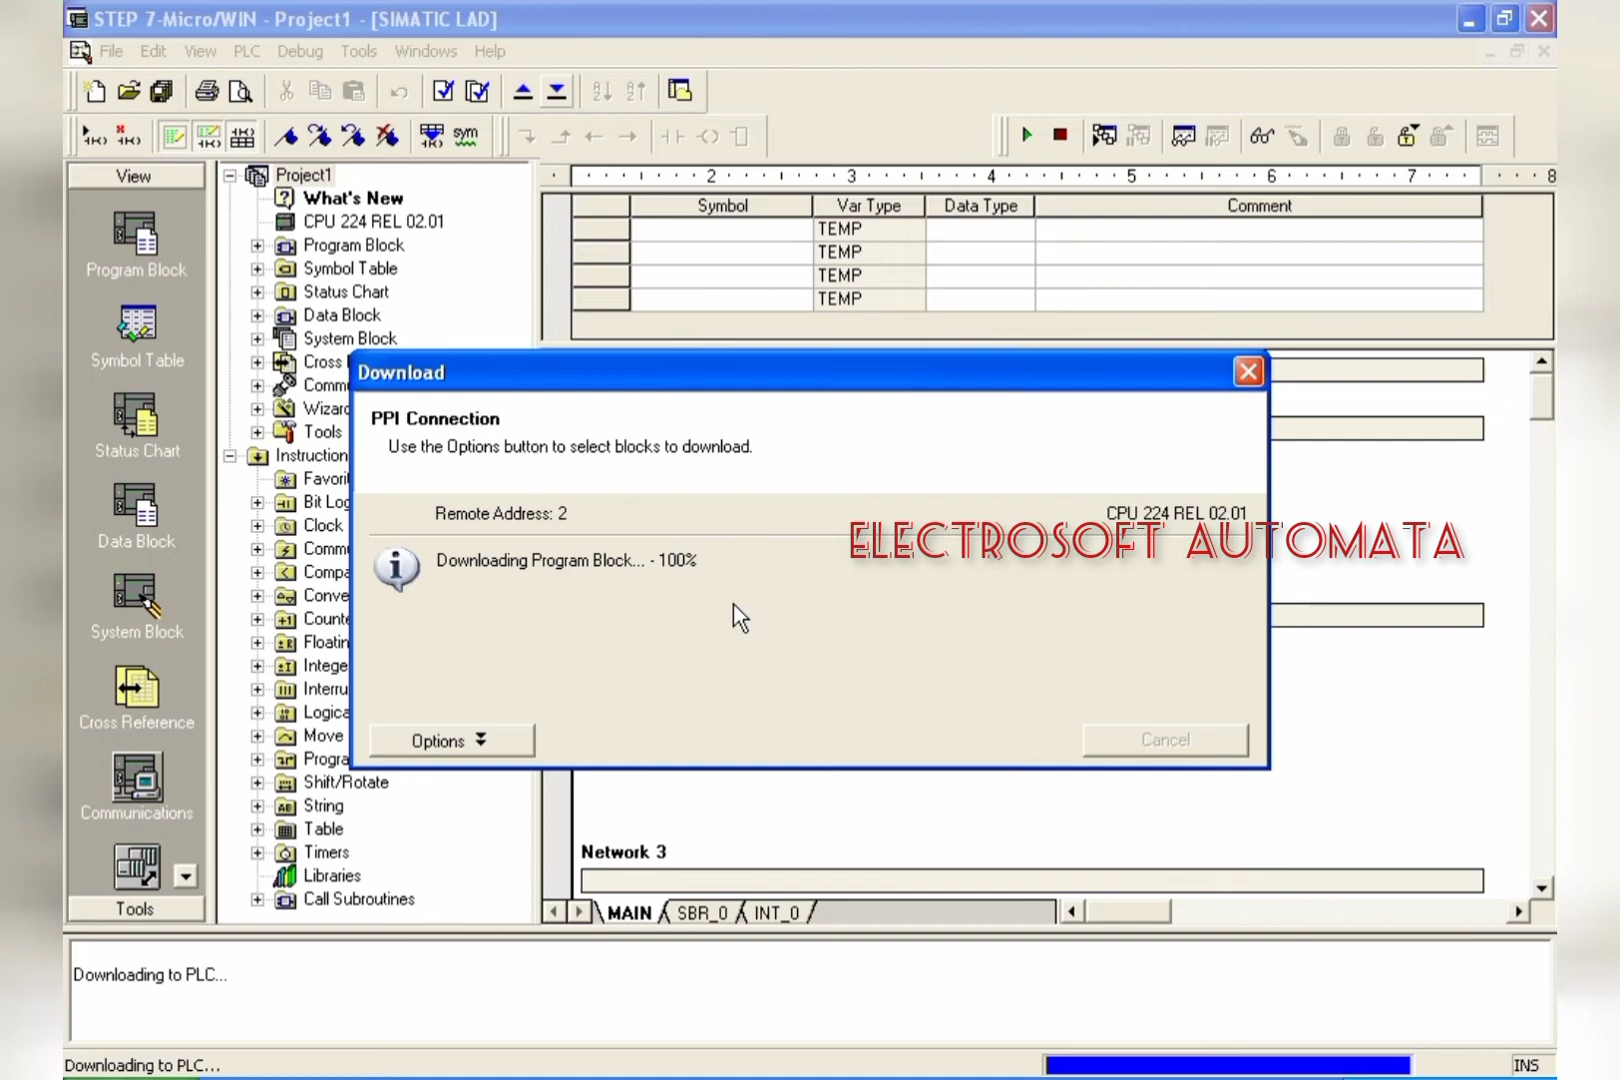 STEP 7-Micro/WIN - Project1 - [SIMATIC LAD]
File Edit View PLC Debug Tools Windows Help
sym
View
Program Block
Symbol Table
Status Chart
Data Block
System Block
Cross Reference
Communications
Tools
Project1
What's New
CPU 224 REL 02.01
Program Block
Symbol Table
Status Chart
Data Block
System Block
Cross
Comm
Wizard
Tools
Instruction
Favori
Bit Log
Clock
Commu
Compa
Conve
Counte
Floatin
Intege
Interru
Logica
Move
Progra
Shift/Rotate
String
Table
Timers
Libraries
Call Subroutines
2 3 4 5 6 7 8
Symbol Var Type Data Type Comment
TEMP
TEMP
TEMP
TEMP
Download
PPI Connection
Use the Options button to select blocks to download.
Remote Address: 2 CPU 224 REL 02.01
ELECTROSOFT AUTOMATA
Downloading Program Block... - 100%
Options Cancel
Network 3
MAIN SBR_0 INT_0
Downloading to PLC...
Downloading to PLC... INS